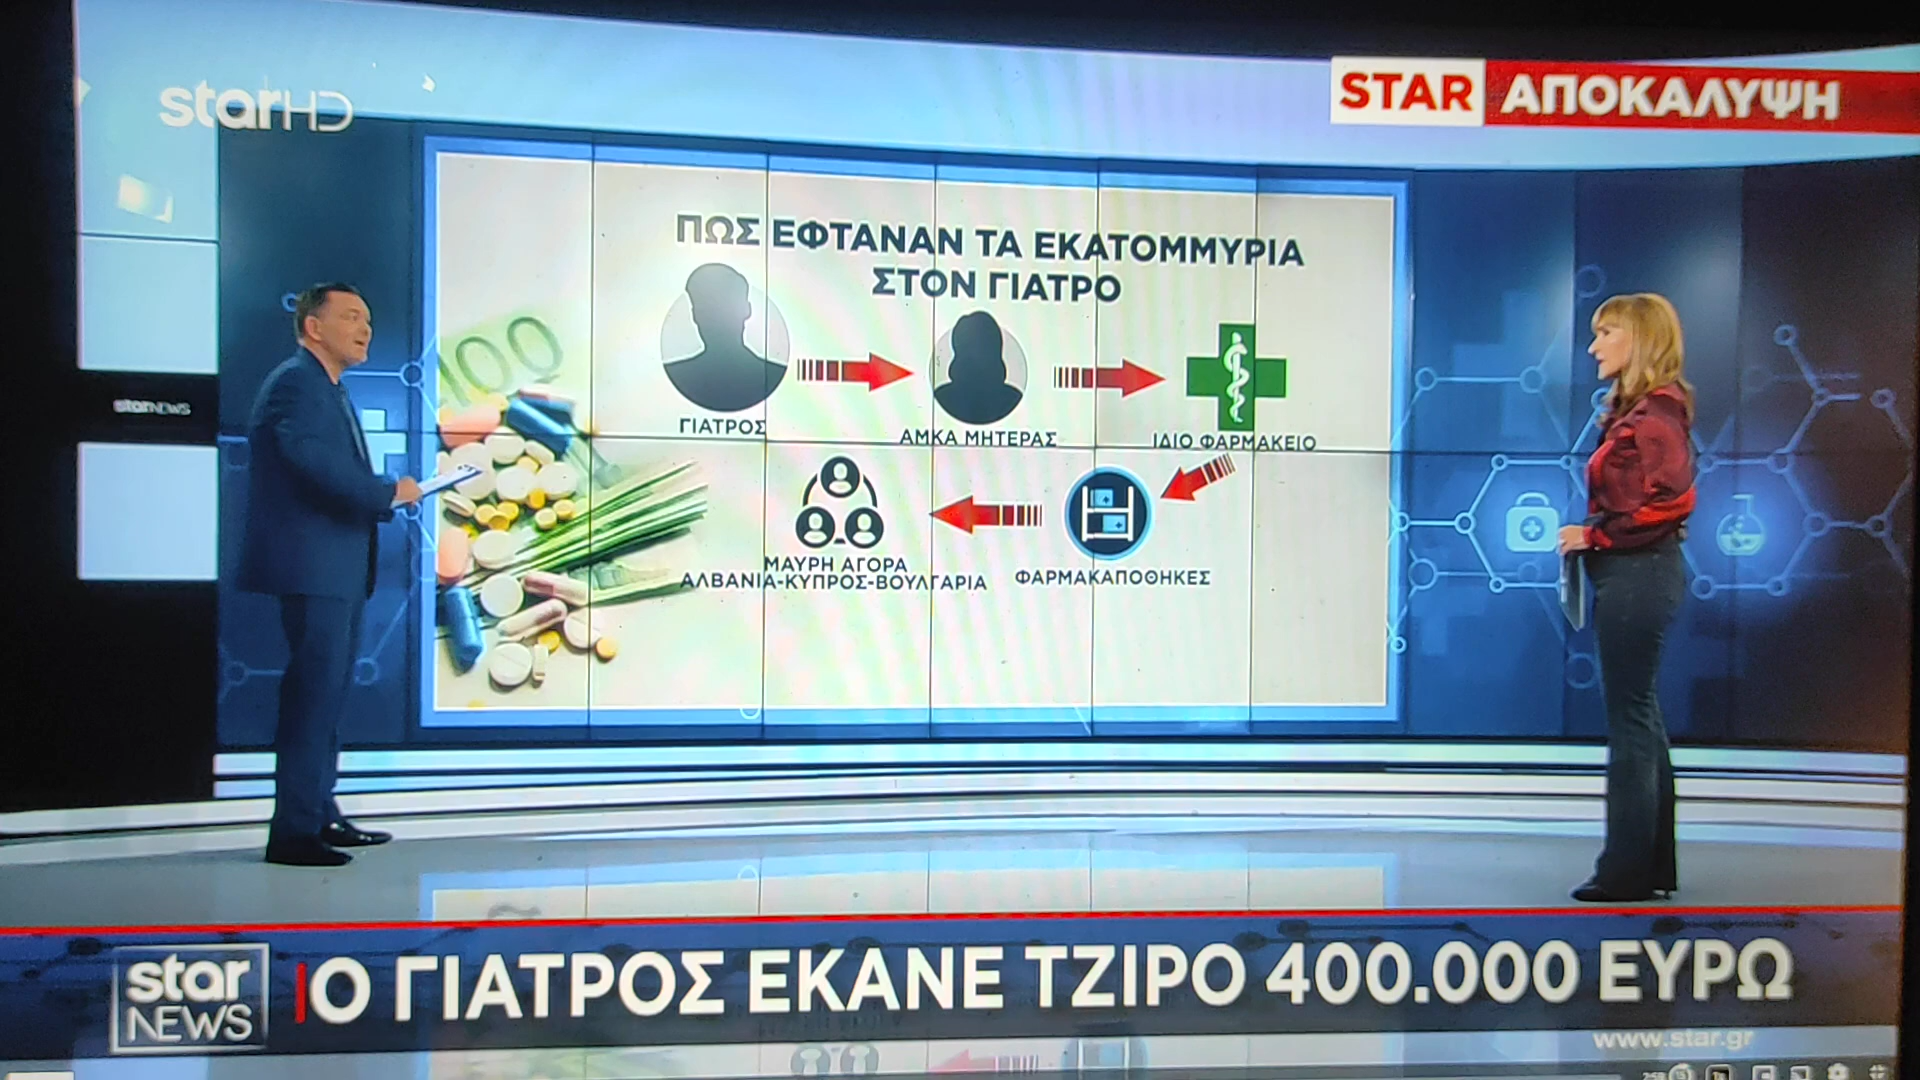 starHD
STAR ΑΠΟΚΑΛΥΨΗ
ΠΩΣ ΕΦΤΑΝΑΝ ΤΑ ΕΚΑΤΟΜΜΥΡΙΑ
ΣΤΟΝ ΓΙΑΤΡΟ
100
starNEWS
ΓΙΑΤΡΟΣ
ΑΜΚΑ ΜΗΤΕΡΑΣ
ΙΔΙΟ ΦΑΡΜΑΚΕΙΟ
ΜΑΥΡΗ ΑΓΟΡΑ
ΑΛΒΑΝΙΑ-ΚΥΠΡΟΣ-ΒΟΥΛΓΑΡΙΑ
ΦΑΡΜΑΚΑΠΟΘΗΚΕΣ
star
NEWS
Ο ΓΙΑΤΡΟΣ ΕΚΑΝΕ ΤΖΙΡΟ 400.000 ΕΥΡΩ
www.star.gr